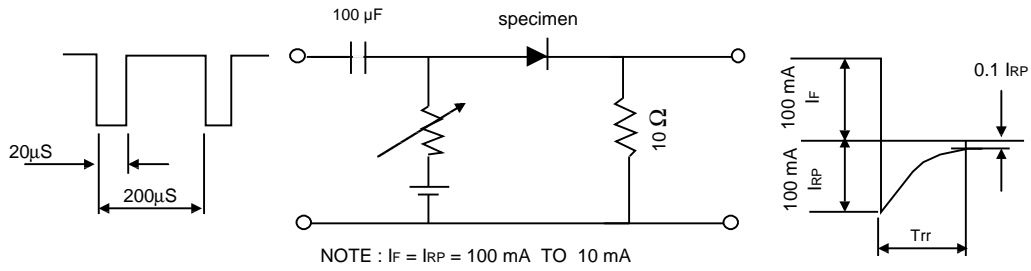 100 µF
specimen
20µS
200µS
10 Ω
100 mA
IF
100 mA
IRP
0.1 IRP
Trr
NOTE : IF = IRP = 100 mA TO 10 mA